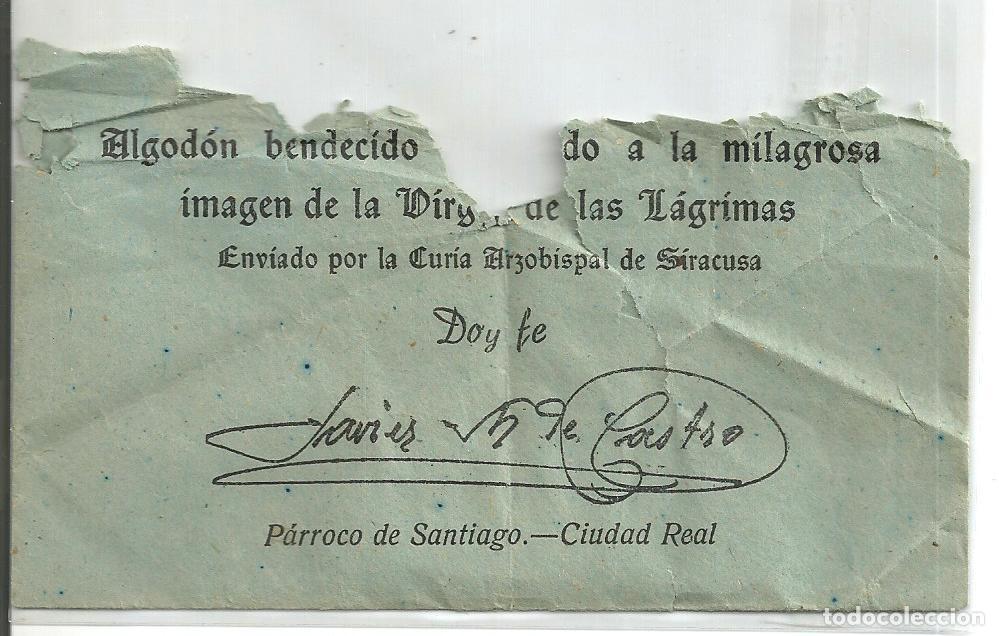 Algodón bendecido do a la milagrosa
imagen de la Virg de las Lágrimas
Enviado por la Curia Arzobispal de Siracusa
Doy fe
Javier M. de Castro
Párroco de Santiago.—Ciudad Real
todocoleccion